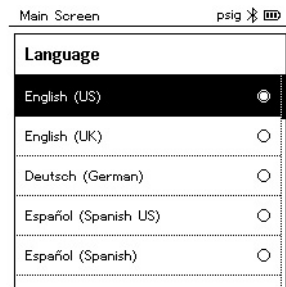 Main Screen psig
Language
English (US)
English (UK)
Deutsch (German)
Español (Spanish US)
Español (Spanish)